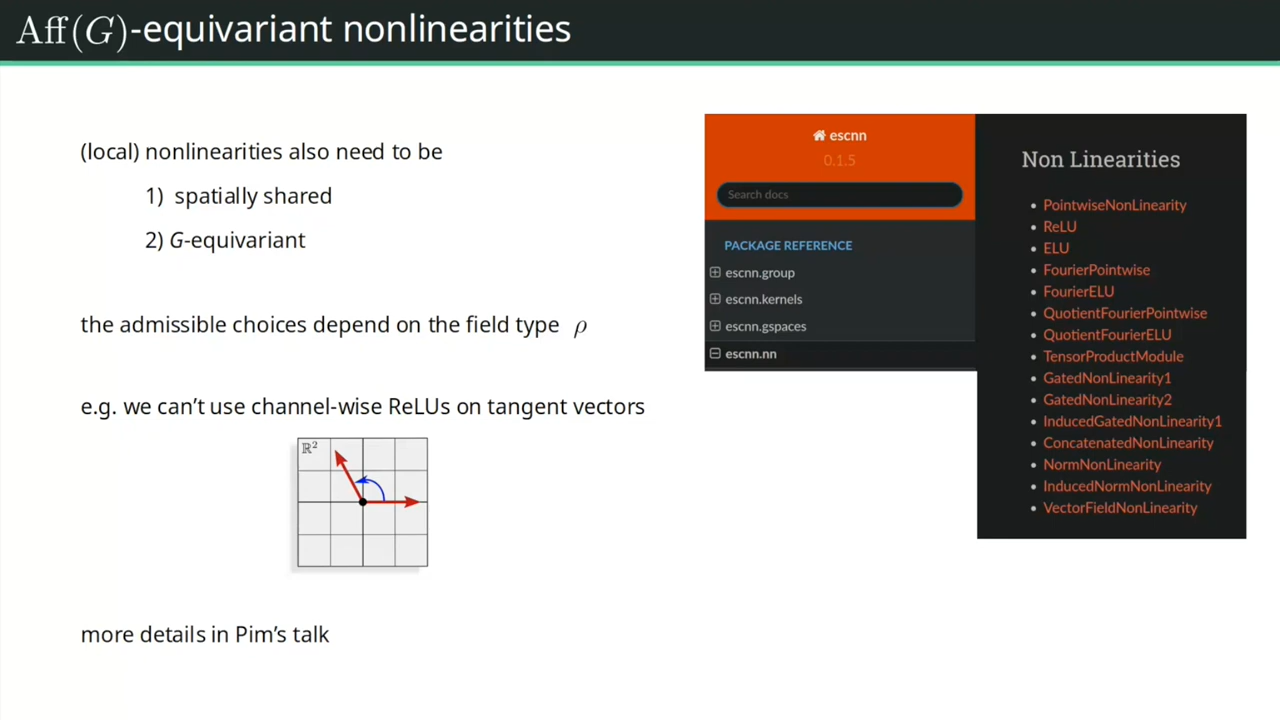 Aff(G)-equivariant nonlinearities
(local) nonlinearities also need to be
1) spatially shared
2) G-equivariant
the admissible choices depend on the field type ρ
e.g. we can't use channel-wise ReLUs on tangent vectors
ℝ²
more details in Pim's talk
escnn
0.1.5
Search docs
PACKAGE REFERENCE
escnn.group
escnn.kernels
escnn.gspaces
escnn.nn
Non Linearities
PointwiseNonLinearity
ReLU
ELU
FourierPointwise
FourierELU
QuotientFourierPointwise
QuotientFourierELU
TensorProductModule
GatedNonLinearity1
GatedNonLinearity2
InducedGatedNonLinearity1
ConcatenatedNonLinearity
NormNonLinearity
InducedNormNonLinearity
VectorFieldNonLinearity